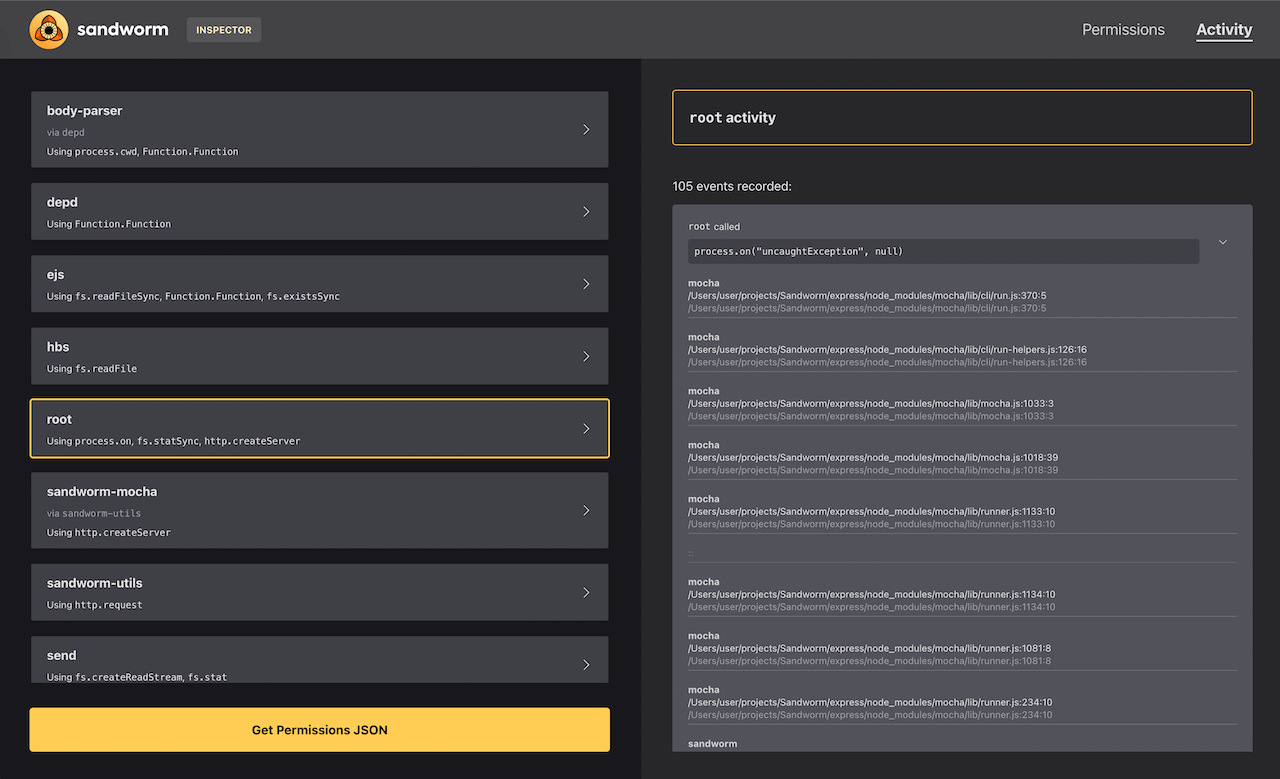 sandworm
INSPECTOR
Permissions
Activity
body-parser
via depd
Using process.cwd, Function.Function
depd
Using Function.Function
ejs
Using fs.readFileSync, Function.Function, fs.existsSync
hbs
Using fs.readFile
root
Using process.on, fs.statSync, http.createServer
sandworm-mocha
via sandworm-utils
Using http.createServer
sandworm-utils
Using http.request
send
Using fs.createReadStream, fs.stat
Get Permissions JSON
root activity
105 events recorded:
root called
process.on("uncaughtException", null)
mocha
/Users/user/projects/Sandworm/express/node_modules/mocha/lib/cli/run.js:370:5
/Users/user/projects/Sandworm/express/node_modules/mocha/lib/cli/run.js:370:5
mocha
/Users/user/projects/Sandworm/express/node_modules/mocha/lib/cli/run-helpers.js:126:16
/Users/user/projects/Sandworm/express/node_modules/mocha/lib/cli/run-helpers.js:126:16
mocha
/Users/user/projects/Sandworm/express/node_modules/mocha/lib/mocha.js:1033:3
/Users/user/projects/Sandworm/express/node_modules/mocha/lib/mocha.js:1033:3
mocha
/Users/user/projects/Sandworm/express/node_modules/mocha/lib/mocha.js:1018:39
/Users/user/projects/Sandworm/express/node_modules/mocha/lib/mocha.js:1018:39
mocha
/Users/user/projects/Sandworm/express/node_modules/mocha/lib/runner.js:1133:10
/Users/user/projects/Sandworm/express/node_modules/mocha/lib/runner.js:1133:10
::
mocha
/Users/user/projects/Sandworm/express/node_modules/mocha/lib/runner.js:1134:10
/Users/user/projects/Sandworm/express/node_modules/mocha/lib/runner.js:1134:10
mocha
/Users/user/projects/Sandworm/express/node_modules/mocha/lib/runner.js:1081:8
/Users/user/projects/Sandworm/express/node_modules/mocha/lib/runner.js:1081:8
mocha
/Users/user/projects/Sandworm/express/node_modules/mocha/lib/runner.js:234:10
/Users/user/projects/Sandworm/express/node_modules/mocha/lib/runner.js:234:10
sandworm